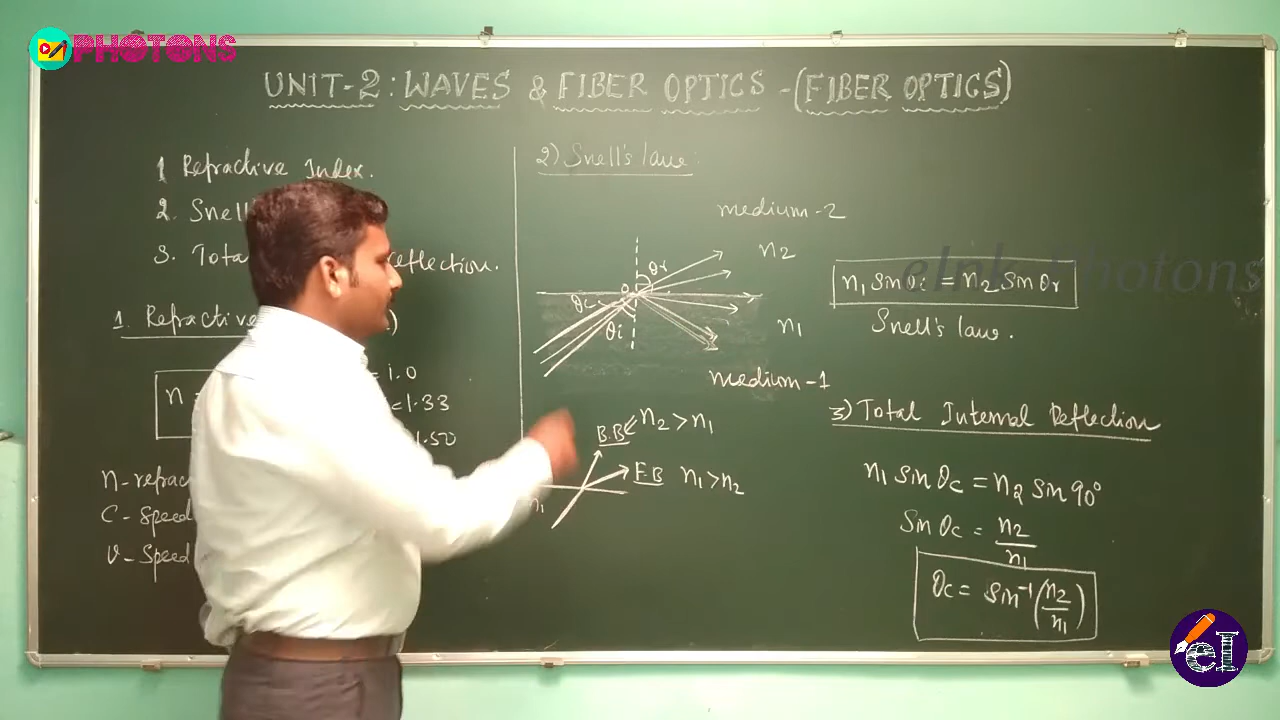 PHOTONS
UNIT-2 : WAVES & FIBER OPTICS - (FIBER OPTICS)
1 Refractive Index.
2. Snell
3. Tota eflection.
1. Refractive )
n =
= 1.0
= 1.33
1.50
n - refrac
c - Speed
v - Speed
2) Snell's law :
medium - 2
n2
θr
θc
θi
n1
medium - 1
B.B n2 > n1
F.B n1 > n2
n1
n1 sin θi = n2 sin θr
eInk Photons
Snell's law .
3) Total Internal Reflection
n1 sin θc = n2 sin 90°
Sin θc = n2/n1
θc = sin⁻¹ (n2/n1)
eI